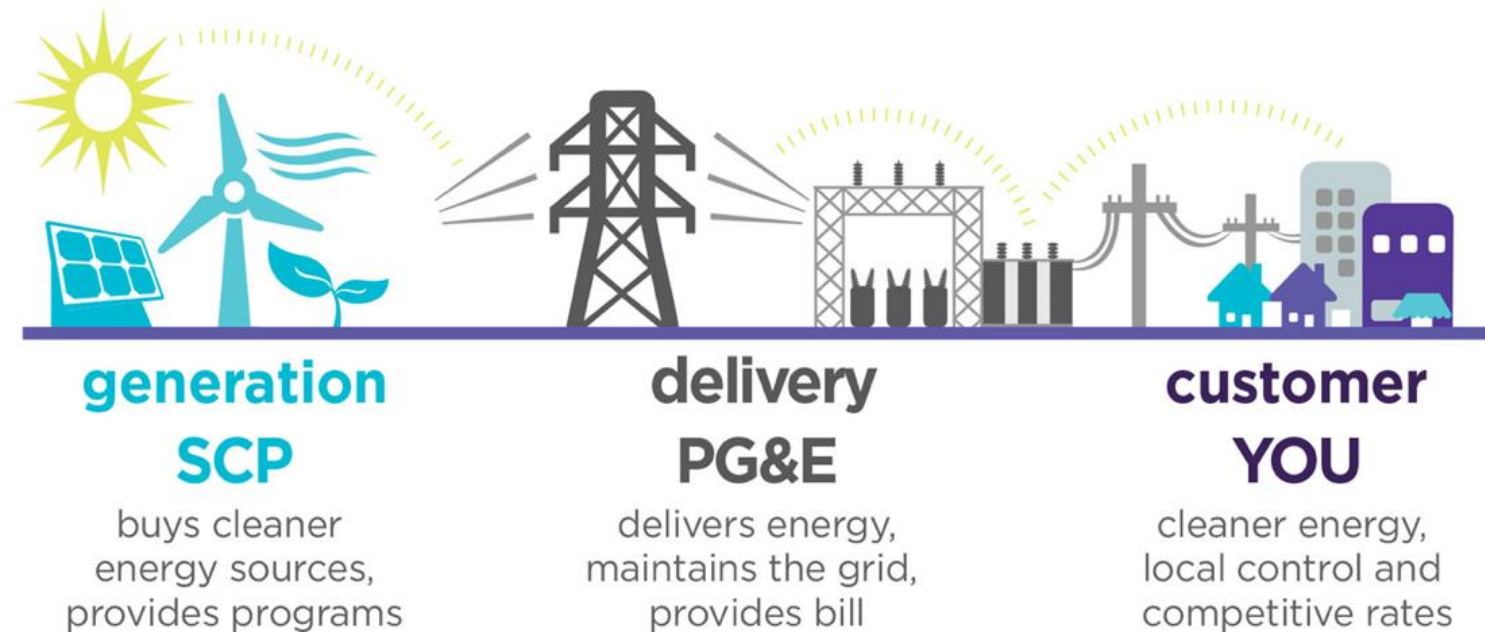 generation
SCP
buys cleaner
energy sources,
provides programs
delivery
PG&E
delivers energy,
maintains the grid,
provides bill
customer
YOU
cleaner energy,
local control and
competitive rates